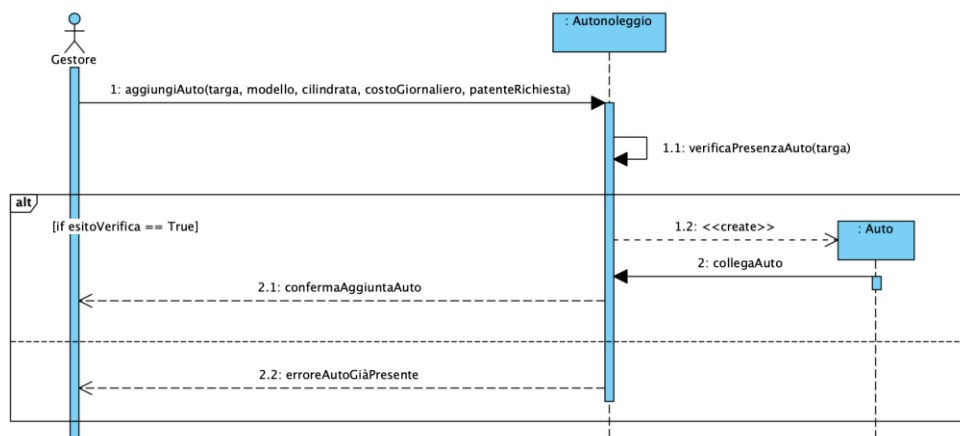 : Autonoleggio
Gestore
1: aggiungiAuto(targa, modello, cilindrata, costoGiornaliero, patenteRichiesta)
1.1: verificaPresenzaAuto(targa)
alt
[if esitoVerifica == True]
1.2: <<create>>
: Auto
2: collegaAuto
2.1: confermaAggiuntaAuto
2.2: erroreAutoGiàPresente